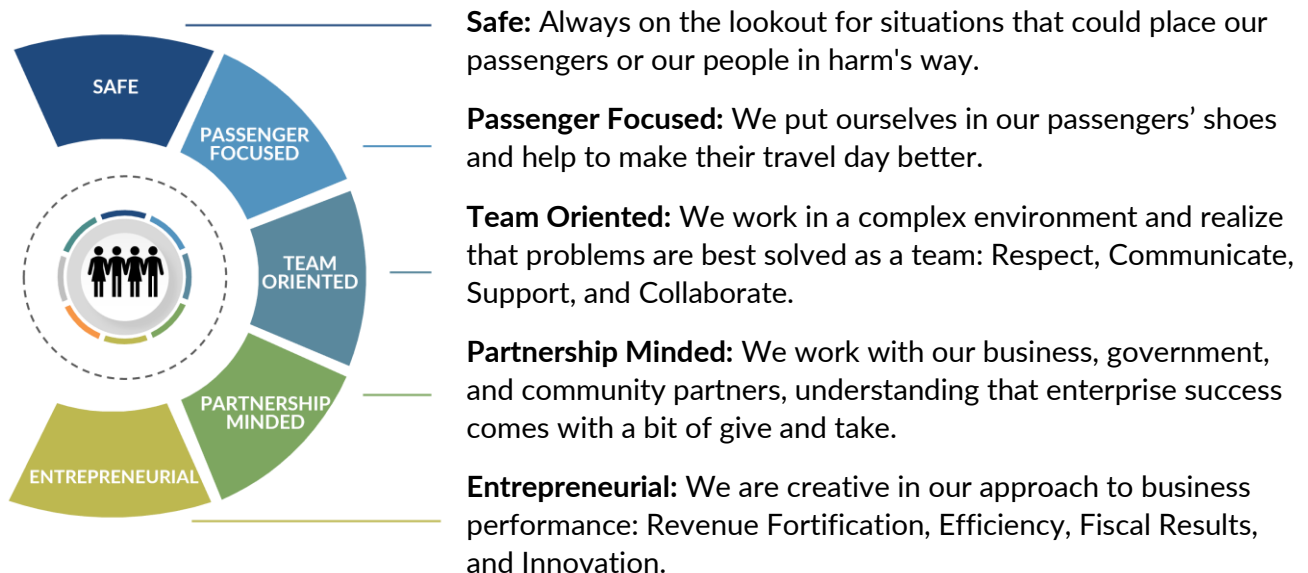 SAFE
PASSENGER
FOCUSED
TEAM
ORIENTED
PARTNERSHIP
MINDED
ENTREPRENEURIAL
Safe: Always on the lookout for situations that could place our
passengers or our people in harm's way.
Passenger Focused: We put ourselves in our passengers’ shoes
and help to make their travel day better.
Team Oriented: We work in a complex environment and realize
that problems are best solved as a team: Respect, Communicate,
Support, and Collaborate.
Partnership Minded: We work with our business, government,
and community partners, understanding that enterprise success
comes with a bit of give and take.
Entrepreneurial: We are creative in our approach to business
performance: Revenue Fortification, Efficiency, Fiscal Results,
and Innovation.